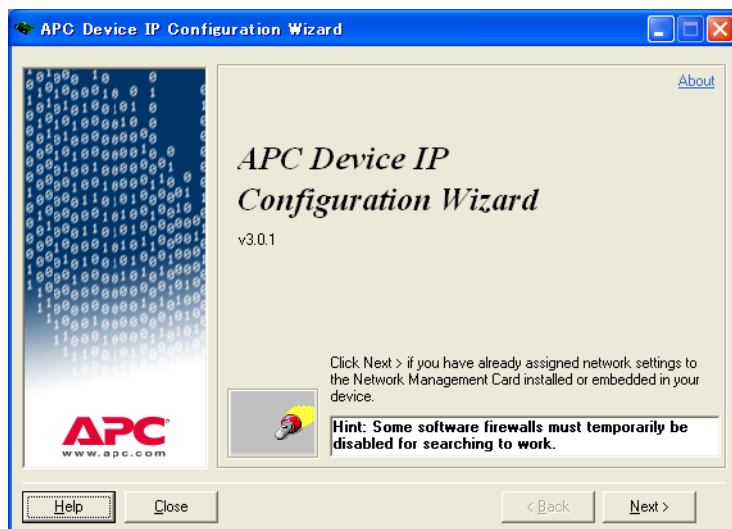 APC Device IP Configuration Wizard
About
APC Device IP
Configuration Wizard
v3.0.1
Click Next > if you have already assigned network settings to
the Network Management Card installed or embedded in your
device.
Hint: Some software firewalls must temporarily be
disabled for searching to work.
APC
www.apc.com
Help
Close
< Back
Next >